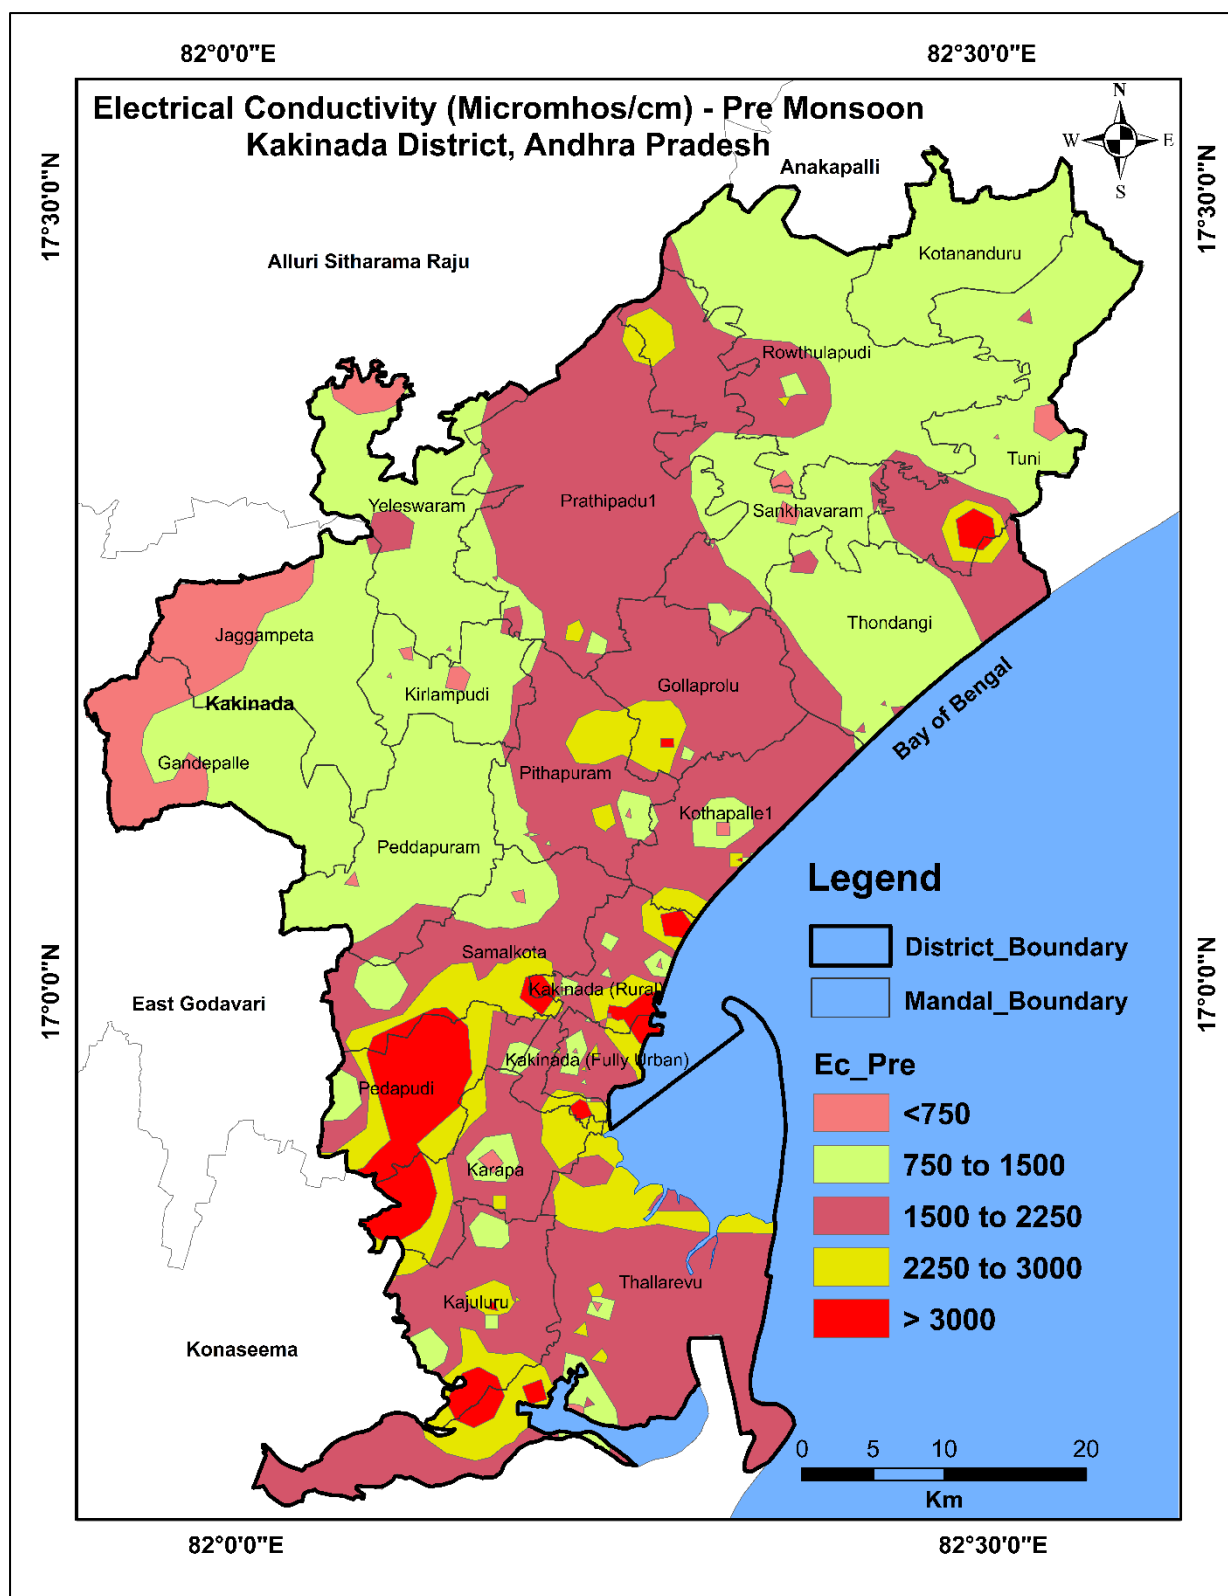 82°0'0"E
82°30'0"E
Electrical Conductivity (Micromhos/cm) - Pre Monsoon
Kakinada District, Andhra Pradesh
N
W
E
S
17°30'0"N
17°30'0"N
Anakapalli
Alluri Sitharama Raju
Kotananduru
Rowthulapudi
Tuni
Yeleswaram
Prathipadu1
Sankhavaram
Thondangi
Jaggampeta
Gollaprolu
Kirlampudi
Kakinada
Bay of Bengal
Gandepalle
Pithapuram
Kothapalle1
Peddapuram
Samalkota
Kakinada (Rural)
East Godavari
17°0'0"N
17°0'0"N
Kakinada (Fully Urban)
Pedapudi
Karapa
Thallarevu
Kajuluru
Konaseema
Legend
District_Boundary
Mandal_Boundary
Ec_Pre
<750
750 to 1500
1500 to 2250
2250 to 3000
> 3000
0 5 10 20
Km
82°0'0"E
82°30'0"E